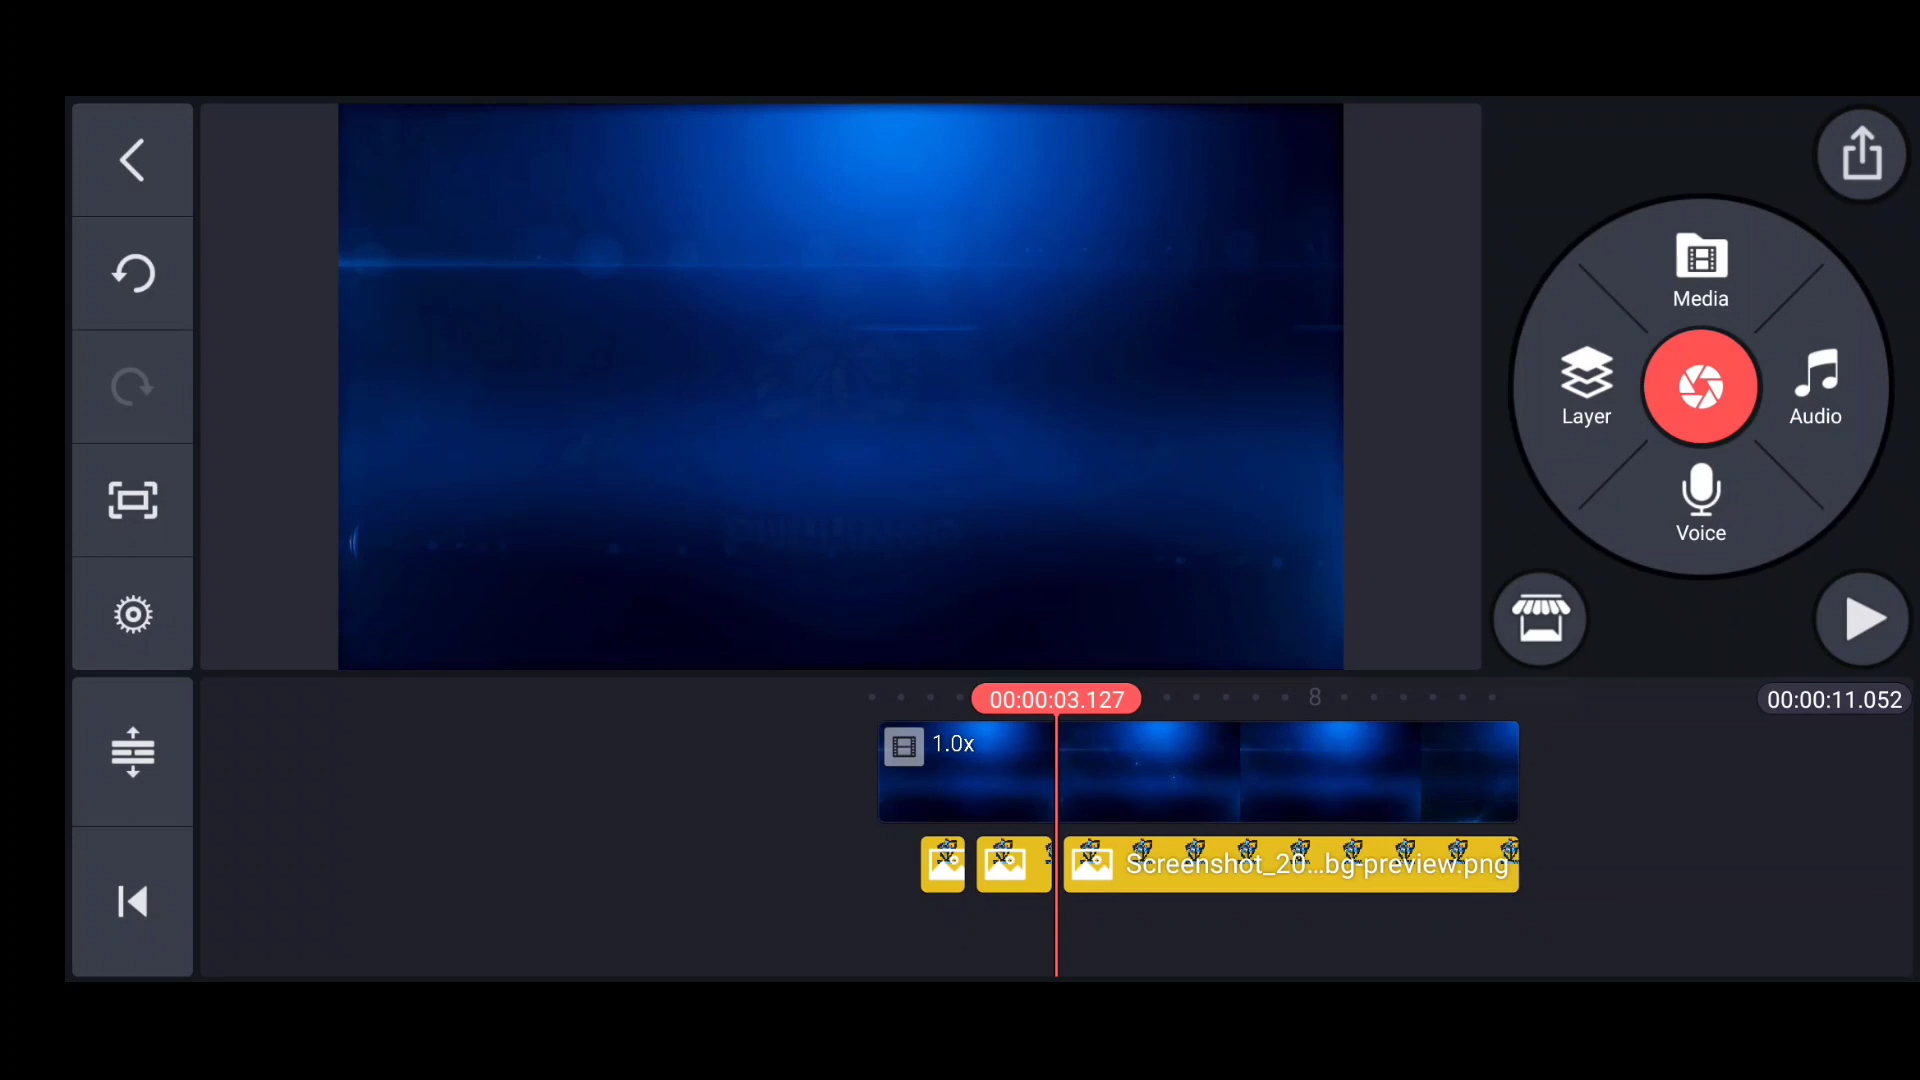 Media
Layer
Audio
Voice
00:00:03.127
8
00:00:11.052
1.0x
Screenshot_20...bg-preview.png